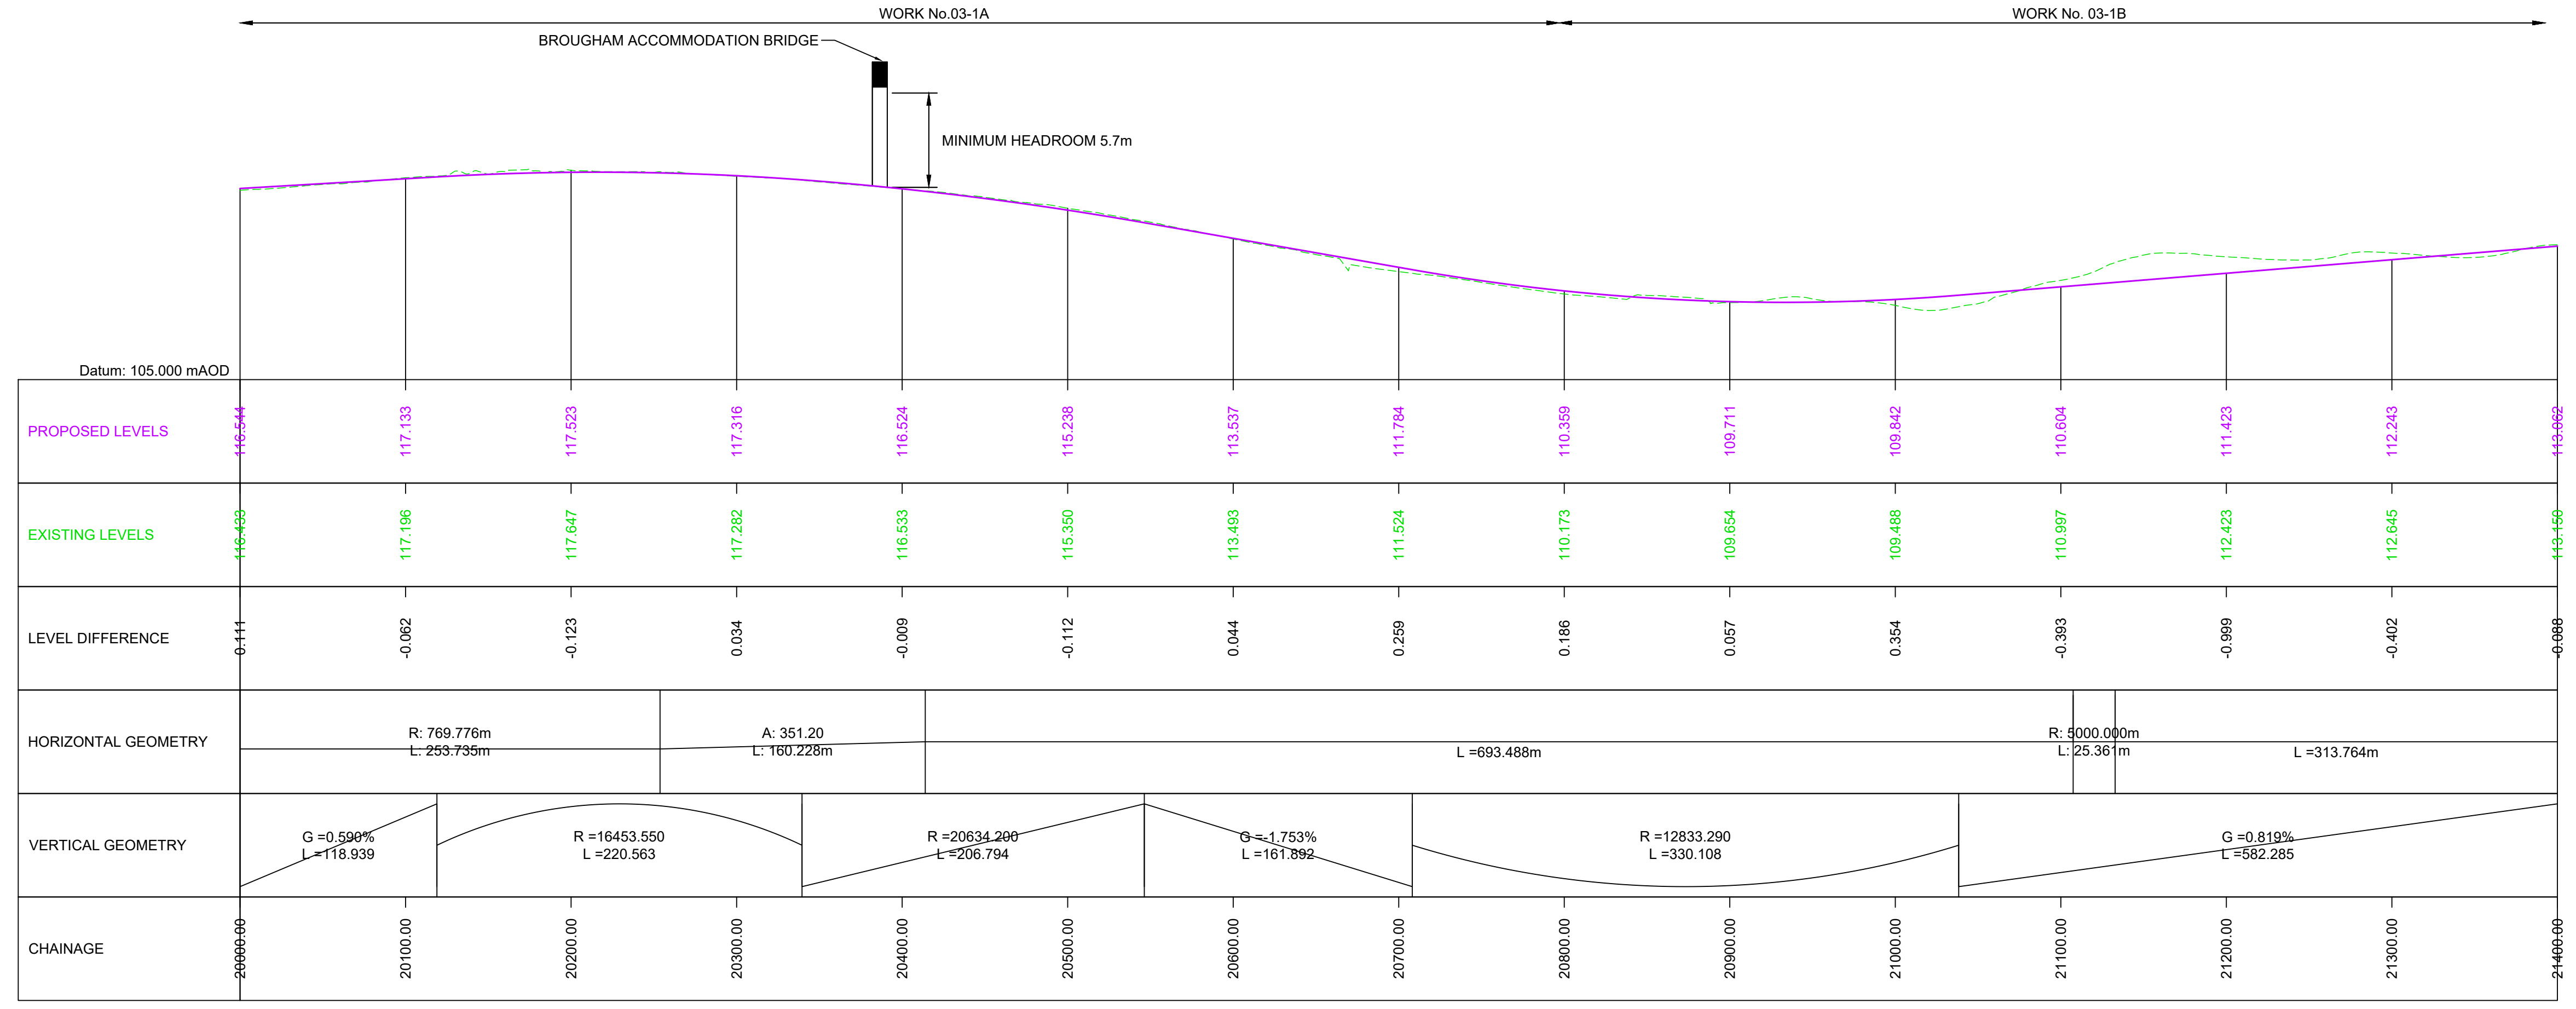 WORK No.03-1A
WORK No. 03-1B
BROUGHAM ACCOMMODATION BRIDGE
MINIMUM HEADROOM 5.7m
Datum: 105.000 mAOD
PROPOSED LEVELS
116.544
117.133
117.523
117.316
116.524
115.238
113.537
111.784
110.359
109.711
109.842
110.604
111.423
112.243
113.062
EXISTING LEVELS
116.433
117.196
117.647
117.282
116.533
115.350
113.493
111.524
110.173
109.654
109.488
110.997
112.423
112.645
113.150
LEVEL DIFFERENCE
0.111
-0.062
-0.123
0.034
-0.009
-0.112
0.044
0.259
0.186
0.057
0.354
-0.393
-0.999
-0.402
-0.088
HORIZONTAL GEOMETRY
R: 769.776m
L: 253.735m
A: 351.20
L: 160.228m
L =693.488m
R: 5000.000m
L: 25.361m
L =313.764m
VERTICAL GEOMETRY
G =0.590%
L =118.939
R =16453.550
L =220.563
R =20634.200
L =206.794
G =-1.753%
L =161.892
R =12833.290
L =330.108
G =0.819%
L =582.285
CHAINAGE
20000.00
20100.00
20200.00
20300.00
20400.00
20500.00
20600.00
20700.00
20800.00
20900.00
21000.00
21100.00
21200.00
21300.00
21400.00